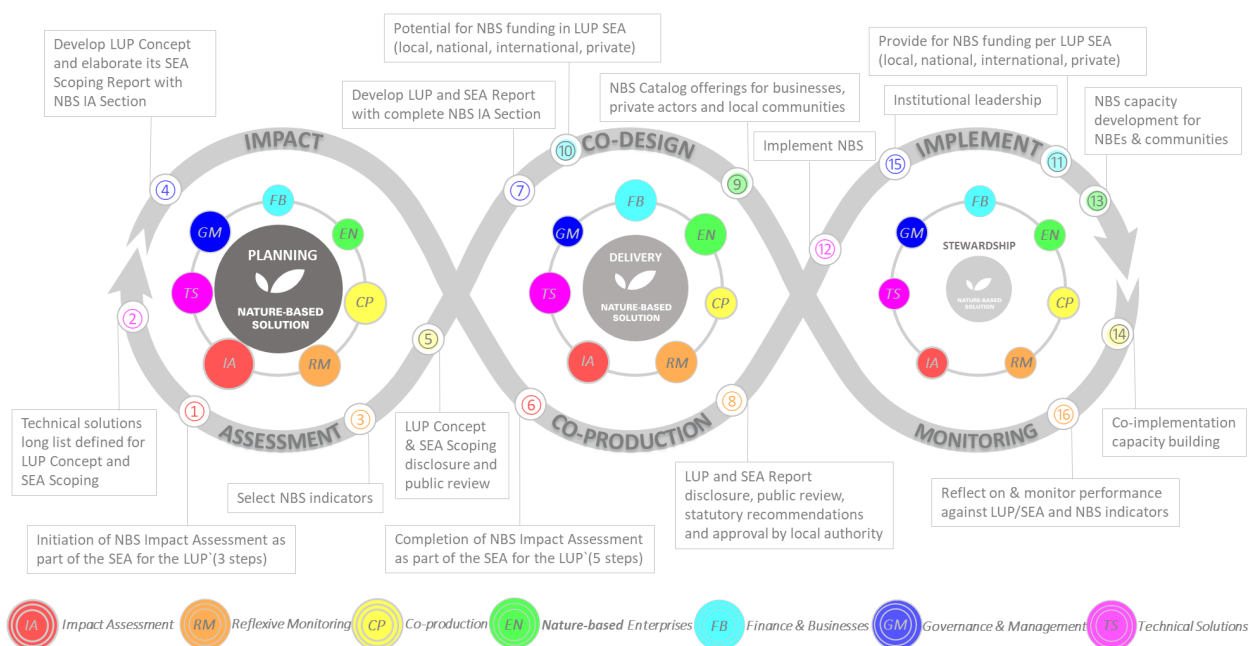 Develop LUP Concept
and elaborate its SEA
Scoping Report with
NBS IA Section
Potential for NBS funding in LUP SEA
(local, national, international, private)
Develop LUP and SEA Report
with complete NBS IA Section
NBS Catalog offerings for businesses,
private actors and local communities
Implement NBS
Provide for NBS funding per LUP SEA
(local, national, international, private)
Institutional leadership
NBS capacity
development for
NBEs & communities
IMPACT
CO-DESIGN
IMPLEMENT
4
10
7
9
15
11
13
12
2
5
14
1
3
6
8
16
FB
GM
EN
PLANNING
TS
CP
NATURE-BASED
SOLUTION
IA
RM
FB
GM
EN
DELIVERY
TS
CP
NATURE-BASED
SOLUTION
IA
RM
FB
GM
EN
STEWARDSHIP
TS
CP
NATURE-BASED
SOLUTION
IA
RM
ASSESSMENT
CO-PRODUCTION
MONITORING
Technical solutions
long list defined for
LUP Concept and
SEA Scoping
Select NBS indicators
LUP Concept
& SEA Scoping
disclosure and
public review
LUP and SEA Report
disclosure, public review,
statutory recommendations
and approval by local authority
Co-implementation
capacity building
Reflect on & monitor performance
against LUP/SEA and NBS indicators
Initiation of NBS Impact Assessment as
part of the SEA for the LUP`(3 steps)
Completion of NBS Impact Assessment
as part of the SEA for the LUP`(5 steps)
IA Impact Assessment
RM Reflexive Monitoring
CP Co-production
EN Nature-based Enterprises
FB Finance & Businesses
GM Governance & Management
TS Technical Solutions